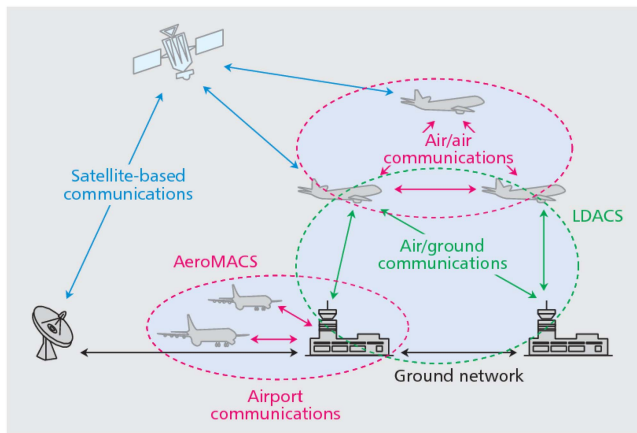 Air/air
communications
Satellite-based
communications
LDACS
Air/ground
communications
AeroMACS
Ground network
Airport
communications